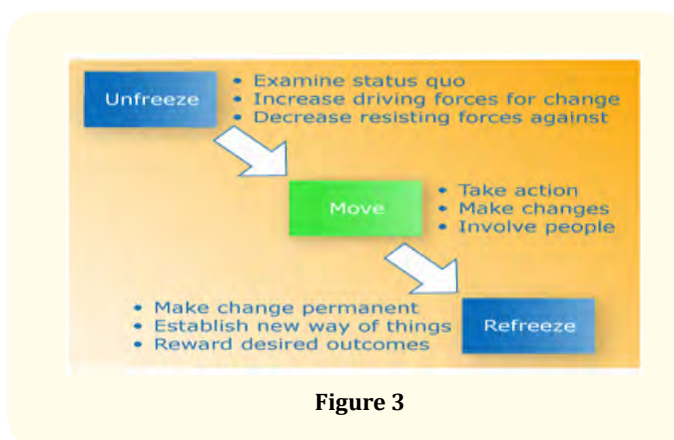 Unfreeze
• Examine status quo
• Increase driving forces for change
• Decrease resisting forces against
Move
• Take action
• Make changes
• Involve people
• Make change permanent
• Establish new way of things
• Reward desired outcomes
Refreeze
Figure 3